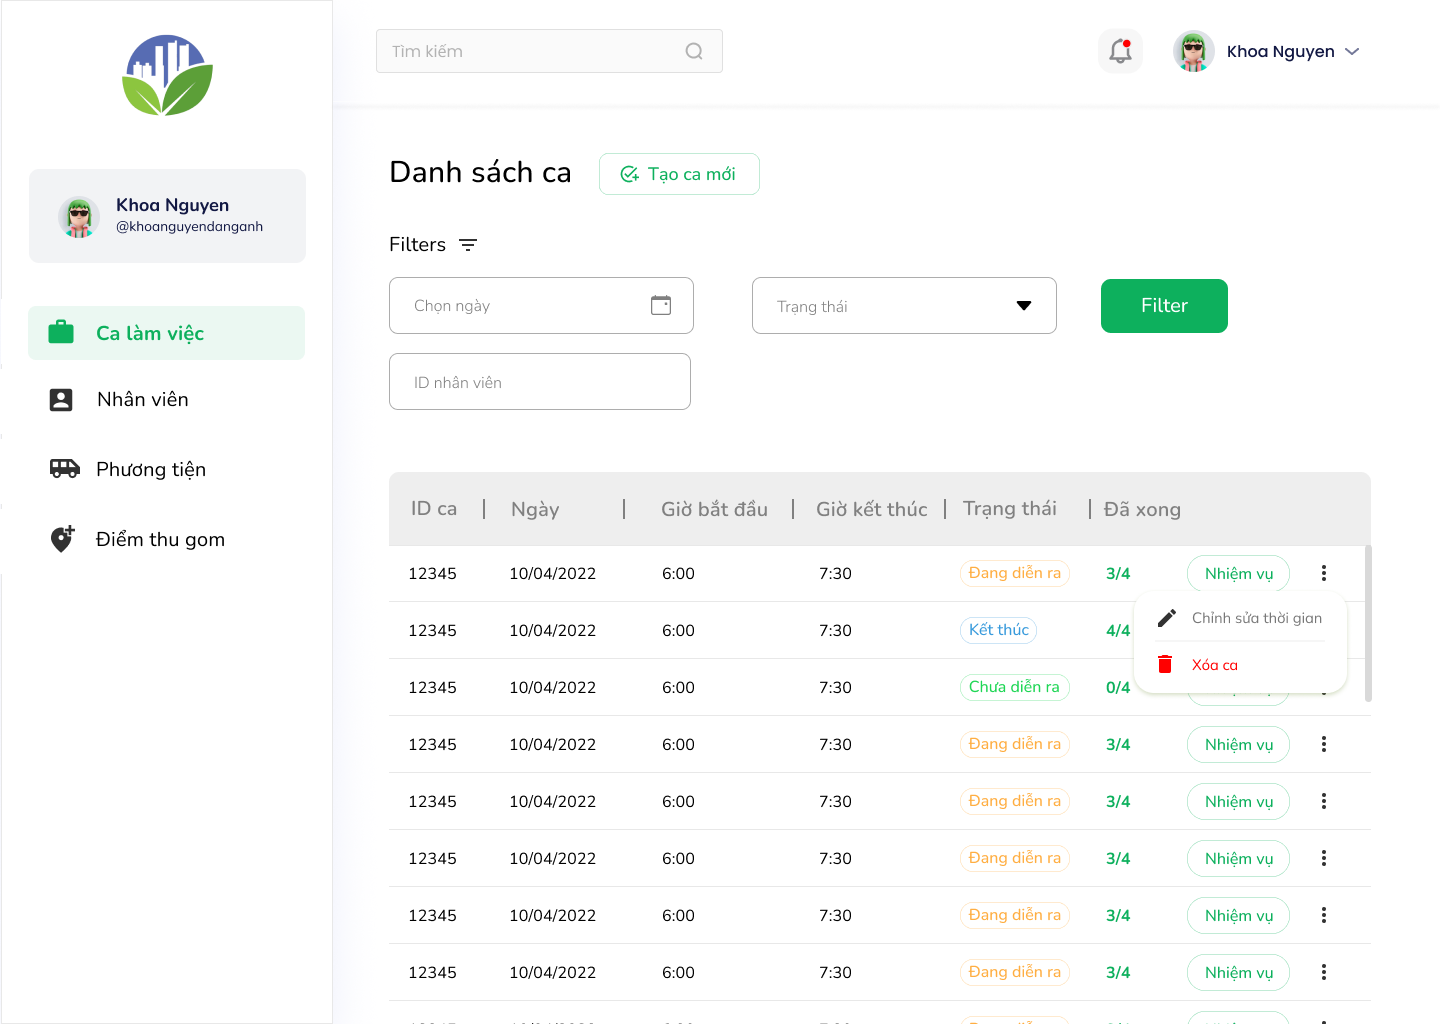 Tìm kiếm
Khoa Nguyen
Khoa Nguyen
@khoanguyendanganh
Ca làm việc
Nhân viên
Phương tiện
Điểm thu gom
Danh sách ca
Tạo ca mới
Filters
Chọn ngày
Trạng thái
Filter
ID nhân viên
ID ca | Ngày | Giờ bắt đầu | Giờ kết thúc | Trạng thái | Đã xong
12345 10/04/2022 6:00 7:30 Đang diễn ra 3/4 Nhiệm vụ
Chỉnh sửa thời gian
12345 10/04/2022 6:00 7:30 Kết thúc 4/4
Xóa ca
12345 10/04/2022 6:00 7:30 Chưa diễn ra 0/4
12345 10/04/2022 6:00 7:30 Đang diễn ra 3/4 Nhiệm vụ
12345 10/04/2022 6:00 7:30 Đang diễn ra 3/4 Nhiệm vụ
12345 10/04/2022 6:00 7:30 Đang diễn ra 3/4 Nhiệm vụ
12345 10/04/2022 6:00 7:30 Đang diễn ra 3/4 Nhiệm vụ
12345 10/04/2022 6:00 7:30 Đang diễn ra 3/4 Nhiệm vụ